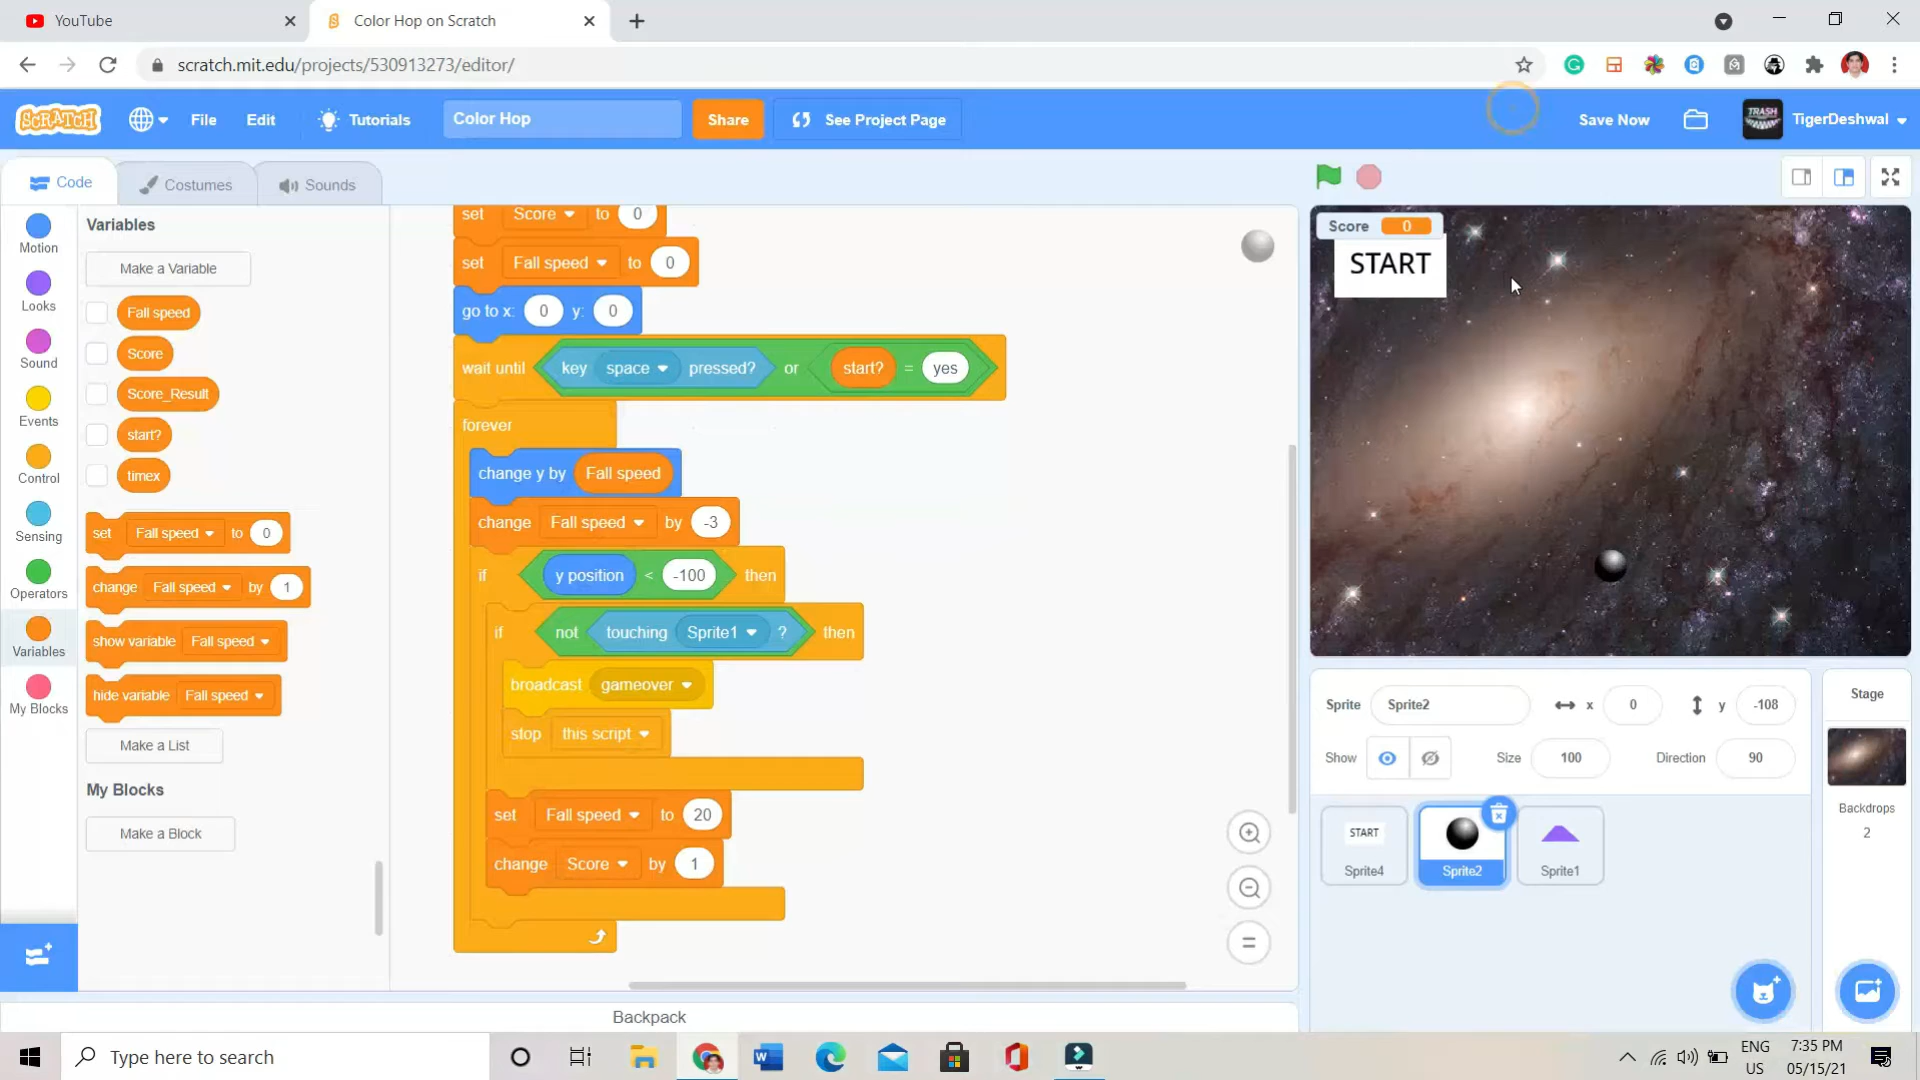 YouTube
Color Hop on Scratch
scratch.mit.edu/projects/530913273/editor/
SCRATCH
File
Edit
Tutorials
Color Hop
Share
See Project Page
Save Now
TRASH
TigerDeshwal
Code
Costumes
Sounds
Motion
Looks
Sound
Events
Control
Sensing
Operators
Variables
My Blocks
Variables
Make a Variable
Fall speed
Score
Score_Result
start?
timex
set Fall speed to 0
change Fall speed by 1
show variable Fall speed
hide variable Fall speed
Make a List
My Blocks
Make a Block
set Score to 0
set Fall speed to 0
go to x: 0 y: 0
wait until key space pressed? or start? = yes
forever
change y by Fall speed
change Fall speed by -3
if y position < -100 then
if not touching Sprite1 ? then
broadcast gameover
stop this script
set Fall speed to 20
change Score by 1
Backpack
Score 0
START
Sprite Sprite2 x 0 y -108
Show Size 100 Direction 90
START
Sprite4
Sprite2
Sprite1
Stage
Backdrops
2
Type here to search
ENG
US
7:35 PM
05/15/21